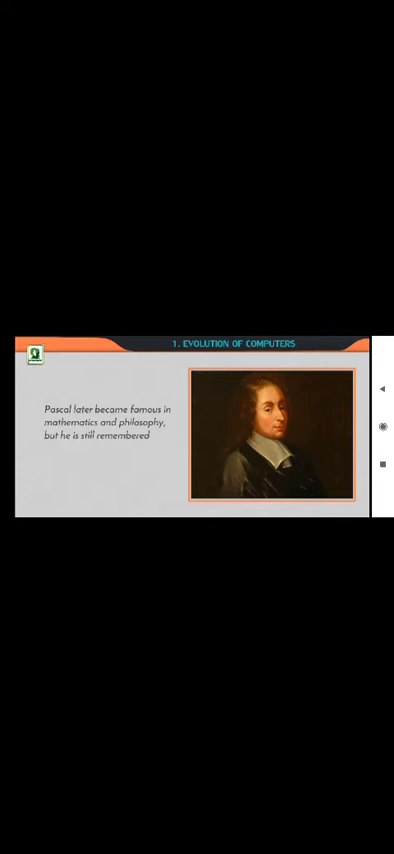 1. EVOLUTION OF COMPUTERS
Pascal later became famous in
mathematics and philosophy,
but he is still remembered